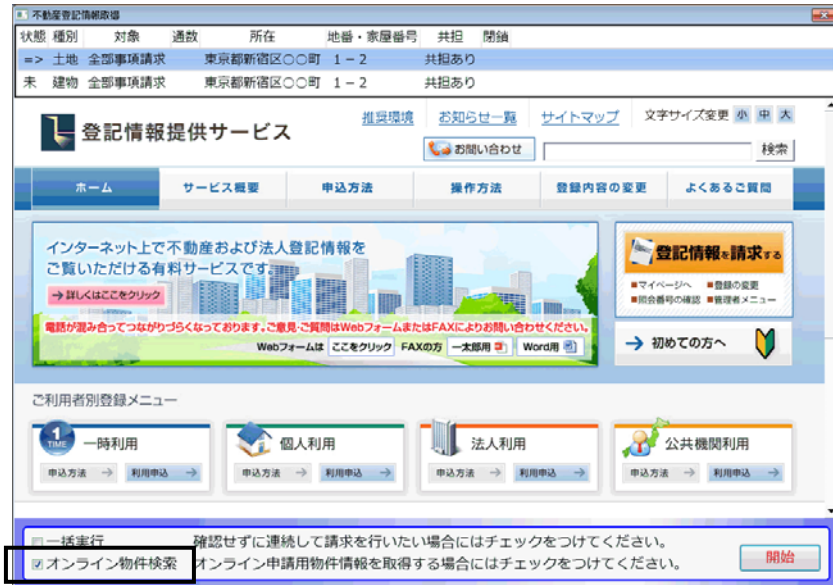 不動産登記情報取得
状態 種別 対象 通数 所在 地番・家屋番号 共担 閉鎖
=> 土地 全部事項請求 東京都新宿区○○町 1－2 共担あり
未 建物 全部事項請求 東京都新宿区○○町 1－2 共担あり
登記情報提供サービス
推奨環境 お知らせ一覧 サイトマップ 文字サイズ変更 小 中 大
お問い合わせ 検索
ホーム サービス概要 申込方法 操作方法 登録内容の変更 よくあるご質問
インターネット上で不動産および法人登記情報を
ご覧いただける有料サービスです。
→詳しくはここをクリック
電話が混み合ってつながりづらくなっております。ご意見・ご質問はWebフォームまたはFAXによりお問い合わせください。
Webフォームは ここをクリック FAXの方 一太郎用 Word用
登記情報を請求する
■マイページへ ■登録の変更
■照会番号の確認 ■管理者メニュー
→ 初めての方へ
ご利用者別登録メニュー
1 TIME 一時利用 個人利用 法人利用 公共機関利用
申込方法 → 利用申込 → 申込方法 → 利用申込 → 申込方法 → 利用申込 → 申込方法 → 利用申込 →
一括実行 確認せずに連続して請求を行いたい場合にはチェックをつけてください。
オンライン物件検索 オンライン申請用物件情報を取得する場合にはチェックをつけてください。
開始